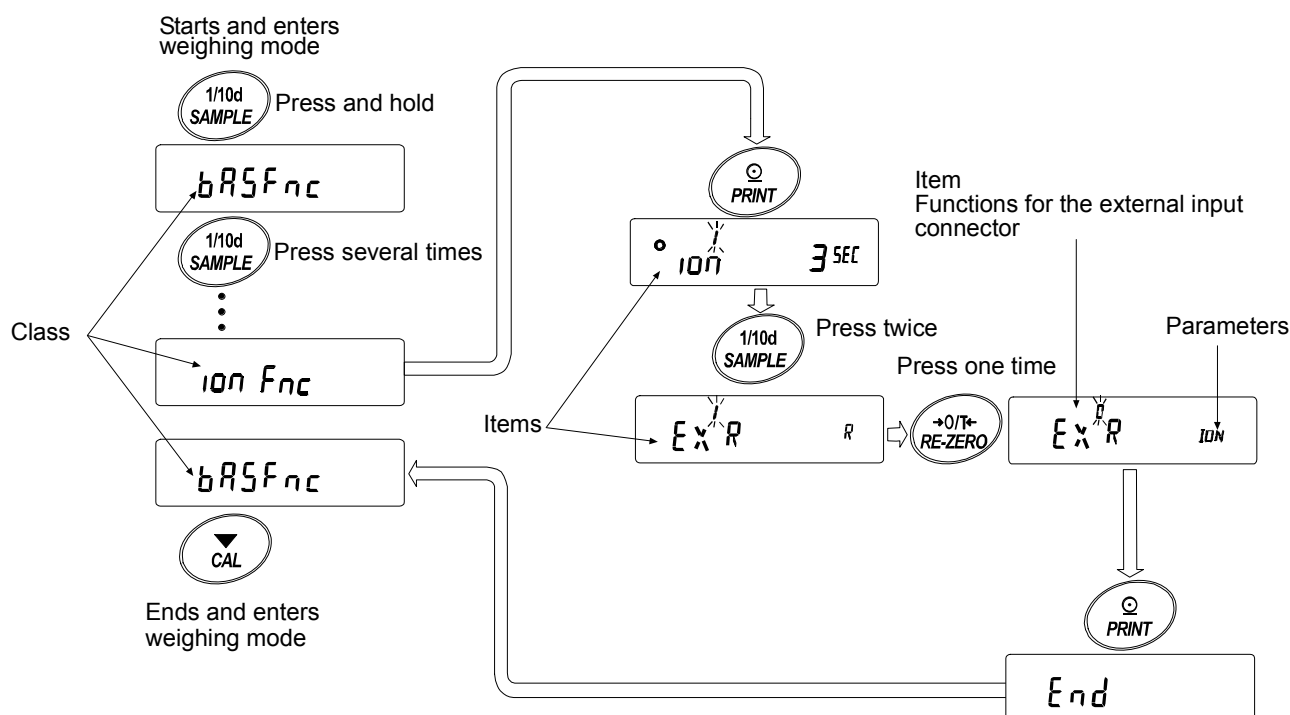 Starts and enters
weighing mode
1/10d
SAMPLE
Press and hold
bASFnc
1/10d
SAMPLE
Press several times
Class
ion Fnc
bASFnc
CAL
Ends and enters
weighing mode
PRINT
ion
3 SEC
1/10d
SAMPLE
Press twice
Items
Ex R
R
Press one time
→0/T←
RE-ZERO
Item
Functions for the external input
connector
Parameters
0
Ex R
ION
PRINT
End